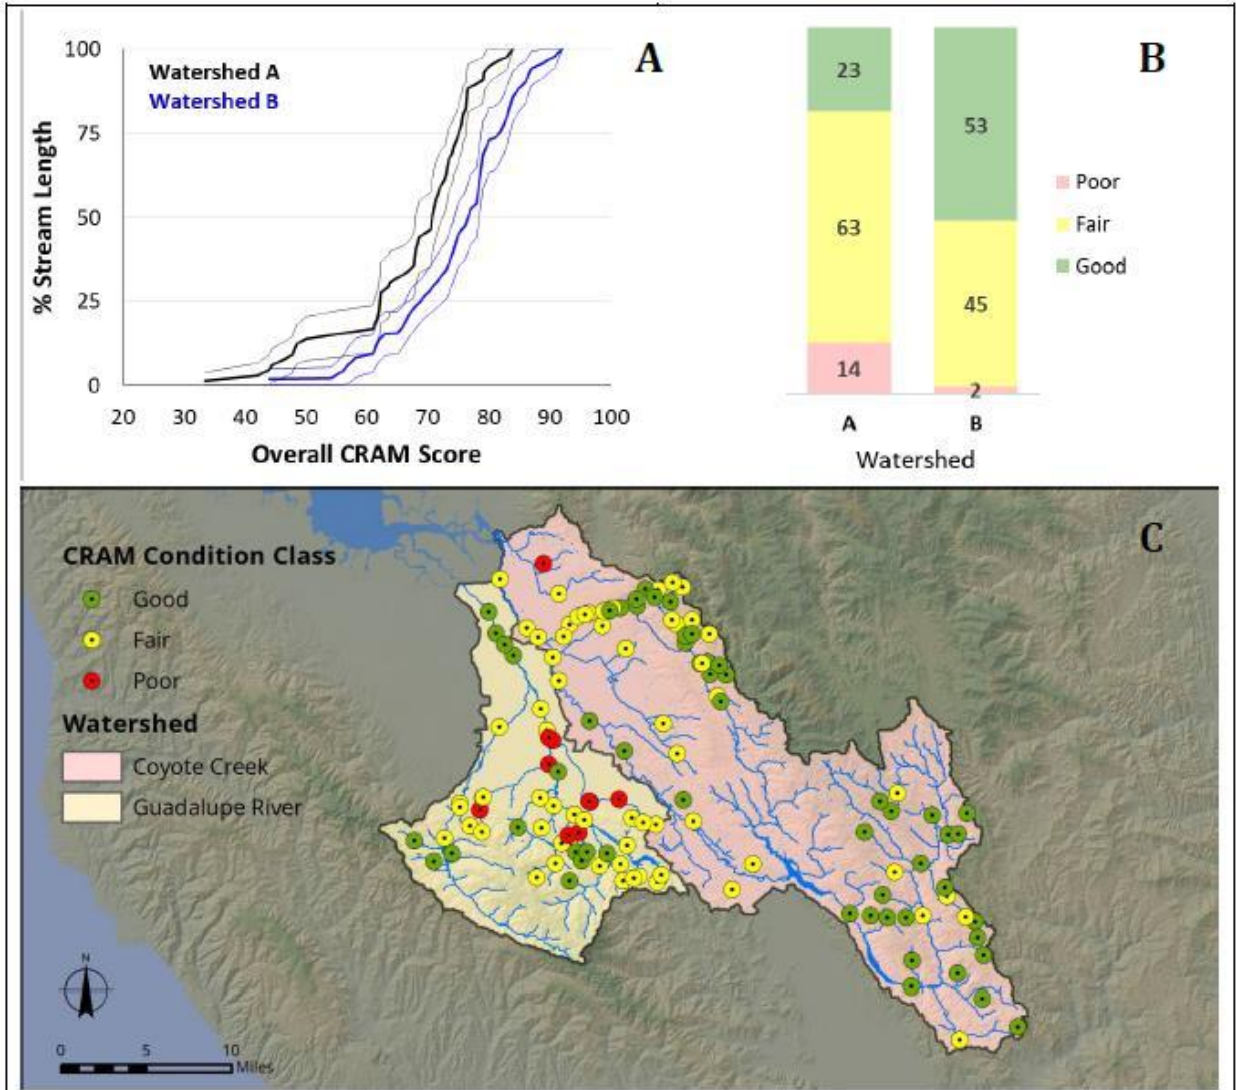 A
Watershed A
Watershed B
100
75
50
25
0
% Stream Length
20 30 40 50 60 70 80 90 100
Overall CRAM Score
B
23
63
14
53
45
2
A B
Watershed
Poor
Fair
Good
C
CRAM Condition Class
Good
Fair
Poor
Watershed
Coyote Creek
Guadalupe River
N
0 5 10
Miles